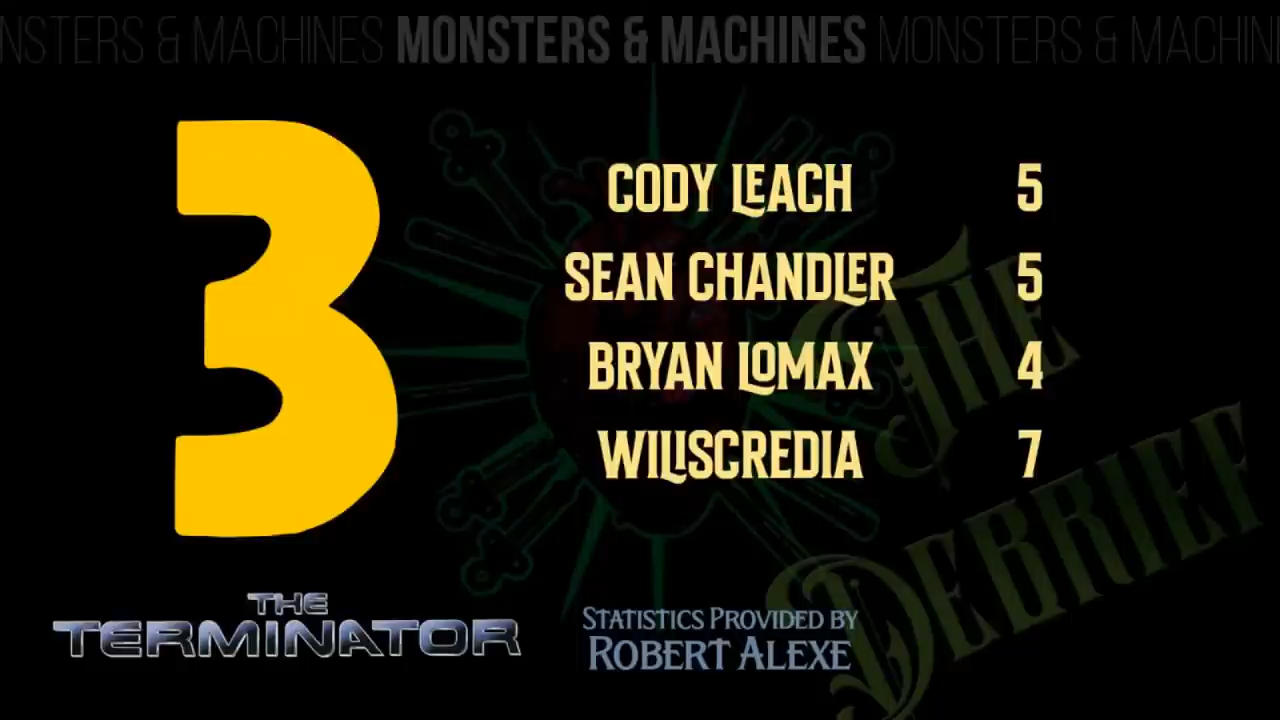 NSTERS & MACHINES MONSTERS & MACHINES MONSTERS & MACHIN
3
CODY LEACH 5
SEAN CHANDLER 5
BRYAN LOMAX 4
WILISCREDIA 7
THE DEBRIEF
THE TERMINATOR
STATISTICS PROVIDED BY
ROBERT ALEXE